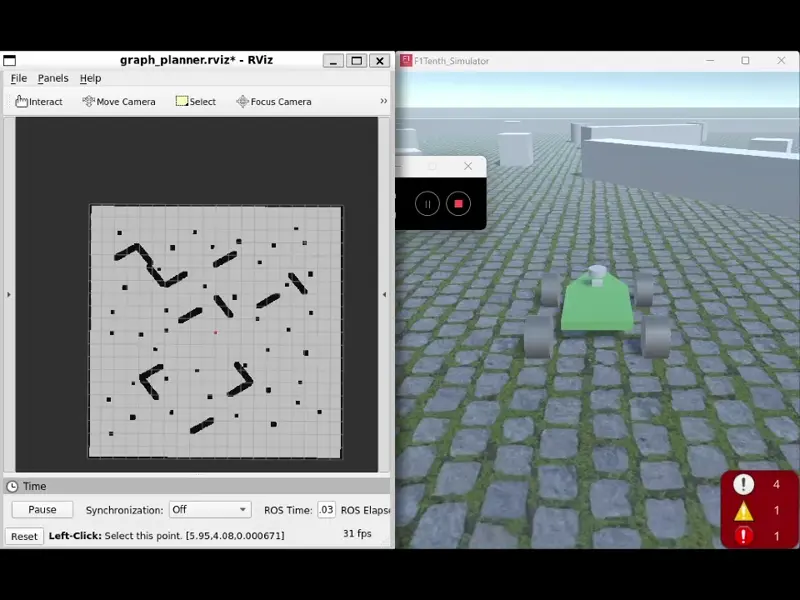 graph_planner.rviz* - RViz
File Panels Help
Interact Move Camera Select Focus Camera »
Time
Pause Synchronization: Off ROS Time: .03 ROS Elapse
Reset Left-Click: Select this point. [5.95,4.08,0.000671] 31 fps
F1Tenth_Simulator
4
1
1